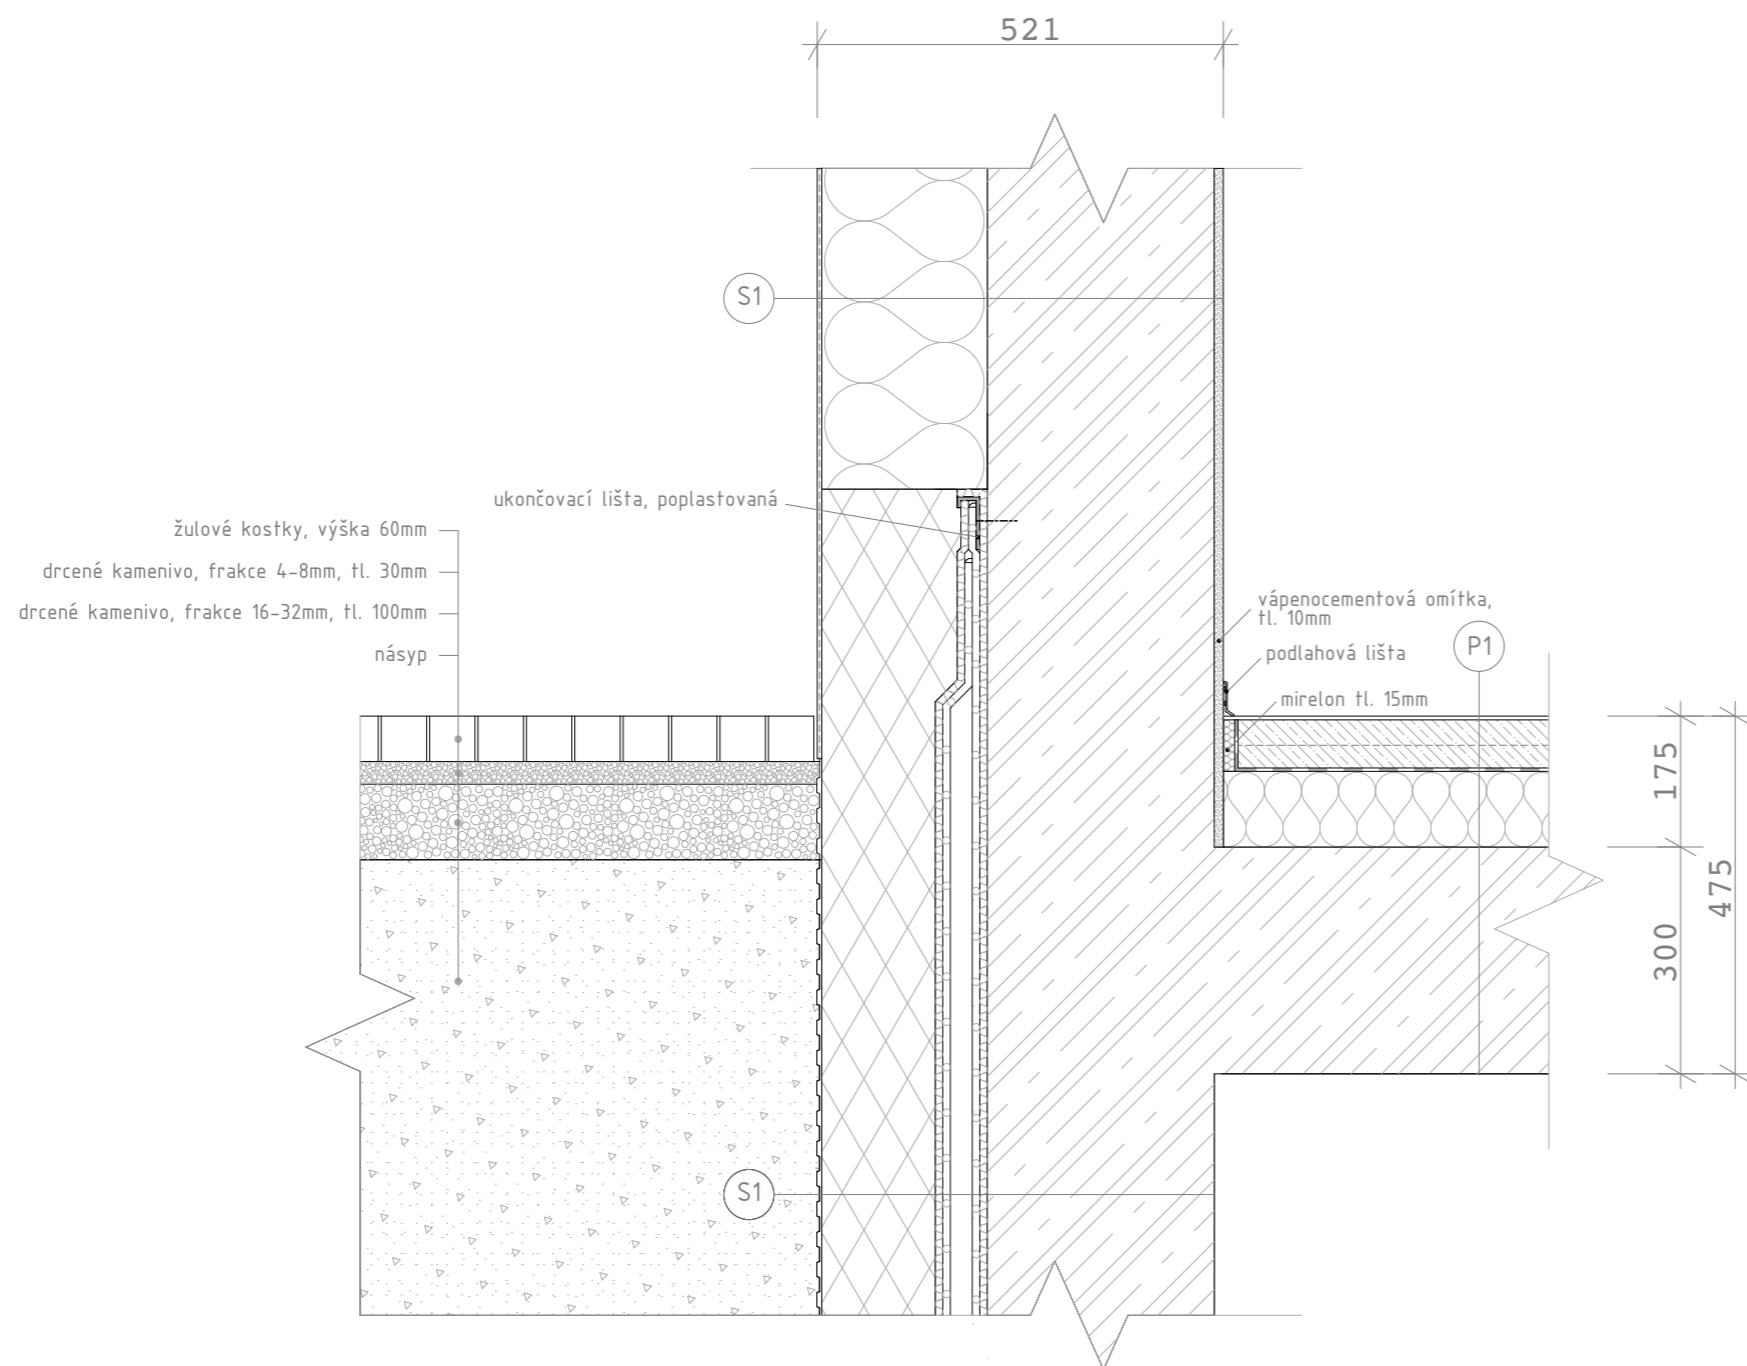 521
S1
ukončovací lišta, poplastovaná
žulové kostky, výška 60mm
drcené kamenivo, frakce 4-8mm, tl. 30mm
drcené kamenivo, frakce 16-32mm, tl. 100mm
násyp
vápenocementová omítka,
tl. 10mm
P1
podlahová lišta
mirelon tl. 15mm
175
475
300
S1